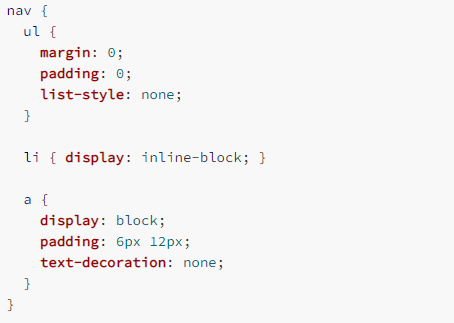 nav {
  ul {
    margin: 0;
    padding: 0;
    list-style: none;
  }

  li { display: inline-block; }

  a {
    display: block;
    padding: 6px 12px;
    text-decoration: none;
  }
}